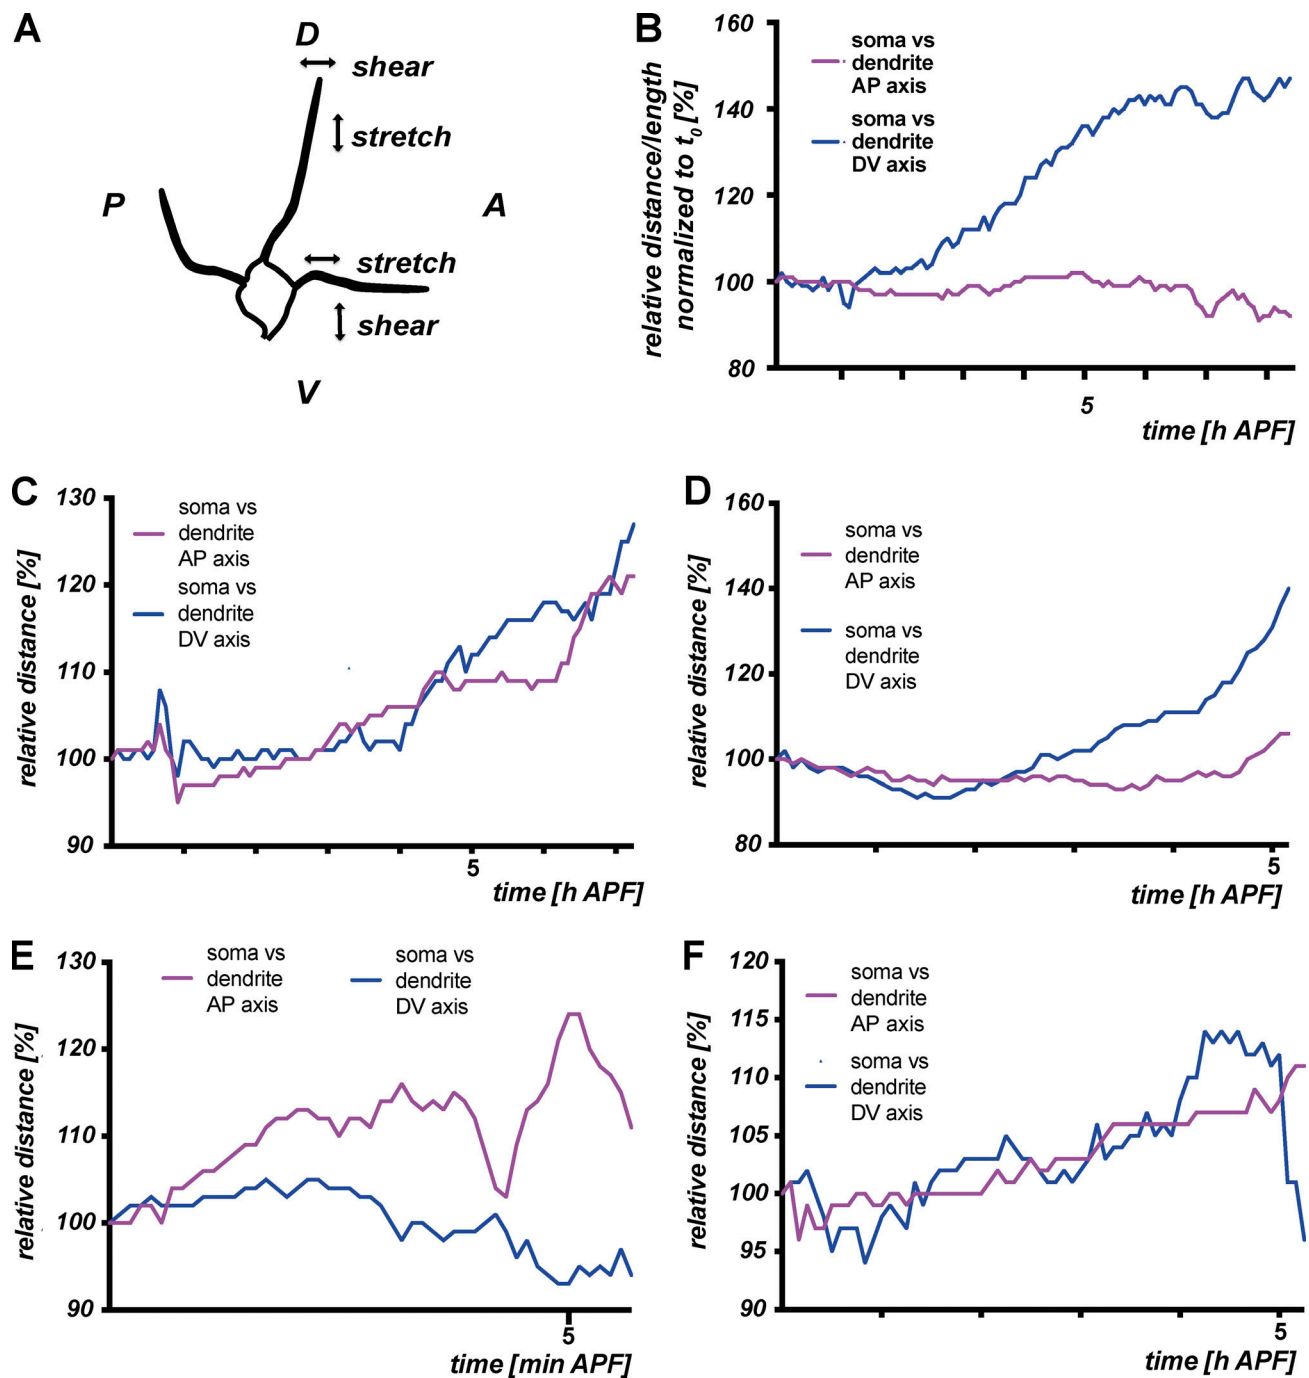 A
D
shear
stretch
P
A
stretch
shear
V
B
relative distance/length
normalized to t0 [%]
160
140
120
100
80
soma vs
dendrite
AP axis
soma vs
dendrite
DV axis
5
time [h APF]
C
relative distance [%]
130
120
110
100
90
soma vs
dendrite
AP axis
soma vs
dendrite
DV axis
5
time [h APF]
D
relative distance [%]
160
140
120
100
80
soma vs
dendrite
AP axis
soma vs
dendrite
DV axis
5
time [h APF]
E
relative distance [%]
130
120
110
100
90
soma vs
dendrite
AP axis
soma vs
dendrite
DV axis
5
time [min APF]
F
relative distance [%]
120
115
110
105
100
95
90
soma vs
dendrite
AP axis
soma vs
dendrite
DV axis
5
time [h APF]